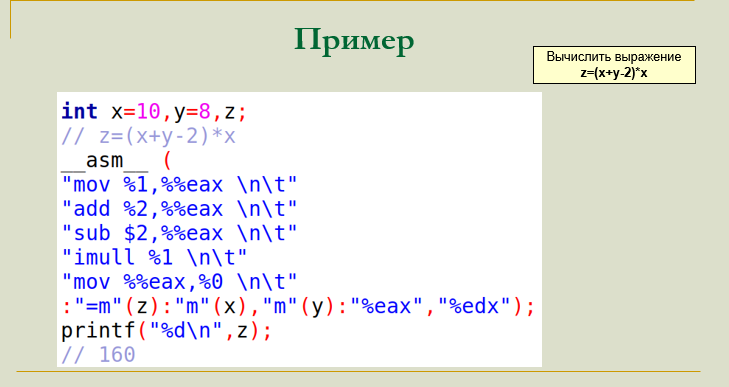 Пример
Вычислить выражение
z=(x+y-2)*x
int x=10,y=8,z;
// z=(x+y-2)*x
__asm__ (
"mov %1,%%eax \n\t"
"add %2,%%eax \n\t"
"sub $2,%%eax \n\t"
"imull %1 \n\t"
"mov %%eax,%0 \n\t"
:"=m"(z):"m"(x),"m"(y):"%eax","%edx");
printf("%d\n",z);
// 160